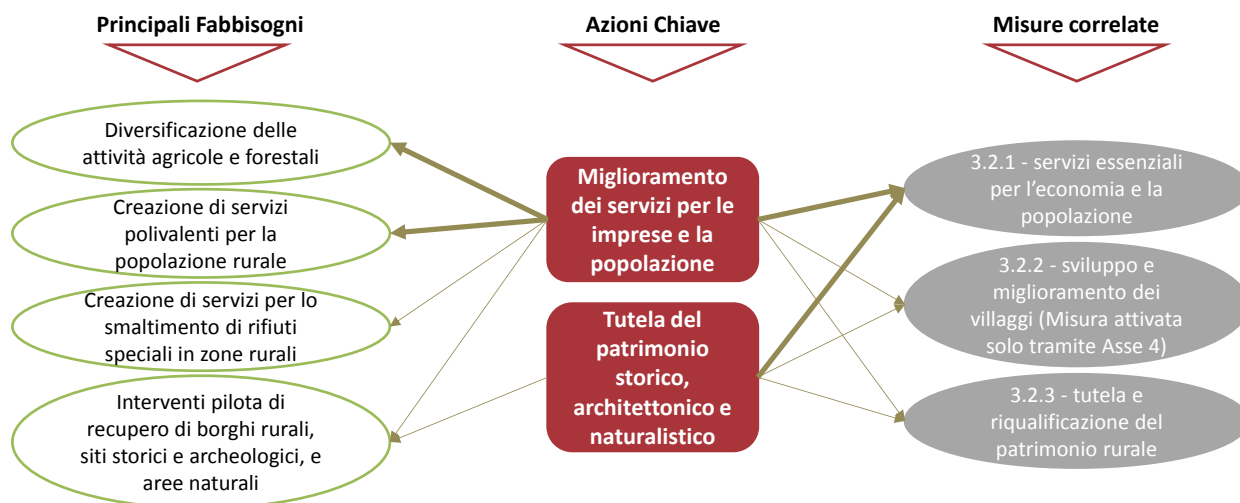 Principali Fabbisogni
Azioni Chiave
Misure correlate
Diversificazione delle
attività agricole e forestali
Creazione di servizi
polivalenti per la
popolazione rurale
Creazione di servizi per lo
smaltimento di rifiuti
speciali in zone rurali
Interventi pilota di
recupero di borghi rurali,
siti storici e archeologici, e
aree naturali
Miglioramento
dei servizi per le
imprese e la
popolazione
Tutela del
patrimonio
storico,
architettonico e
naturalistico
3.2.1 - servizi essenziali
per l’economia e la
popolazione
3.2.2 - sviluppo e
miglioramento dei
villaggi (Misura attivata
solo tramite Asse 4)
3.2.3 - tutela e
riqualificazione del
patrimonio rurale